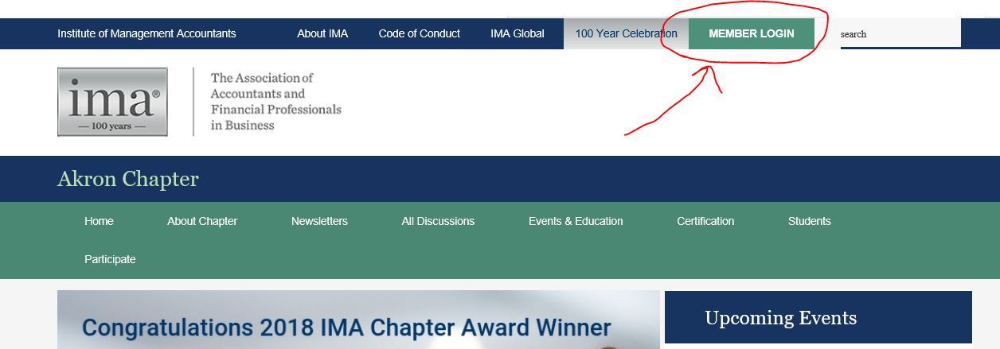 Institute of Management Accountants About IMA Code of Conduct IMA Global 100 Year Celebration MEMBER LOGIN search
ima®
100 years
The Association of
Accountants and
Financial Professionals
in Business
Akron Chapter
Home About Chapter Newsletters All Discussions Events & Education Certification Students
Participate
Congratulations 2018 IMA Chapter Award Winner
Upcoming Events